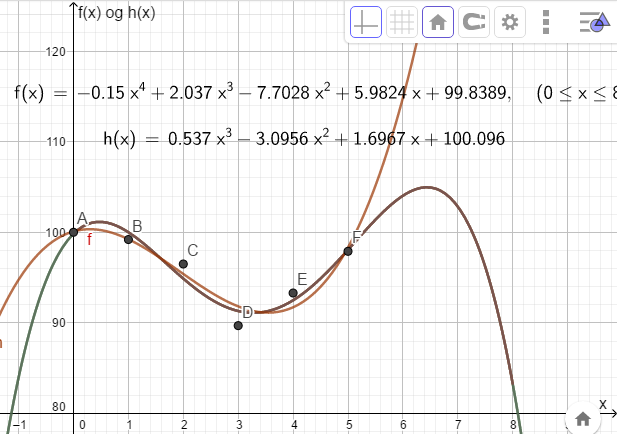 f(x) og h(x)
120
f(x) = −0.15 x⁴ + 2.037 x³ − 7.7028 x² + 5.9824 x + 99.8389, (0 ≤ x ≤ 8
110
h(x) = 0.537 x³ − 3.0956 x² + 1.6967 x + 100.096
A
B
100
f
F
C
E
D
90
80
x
−1 0 1 2 3 4 5 6 7 8